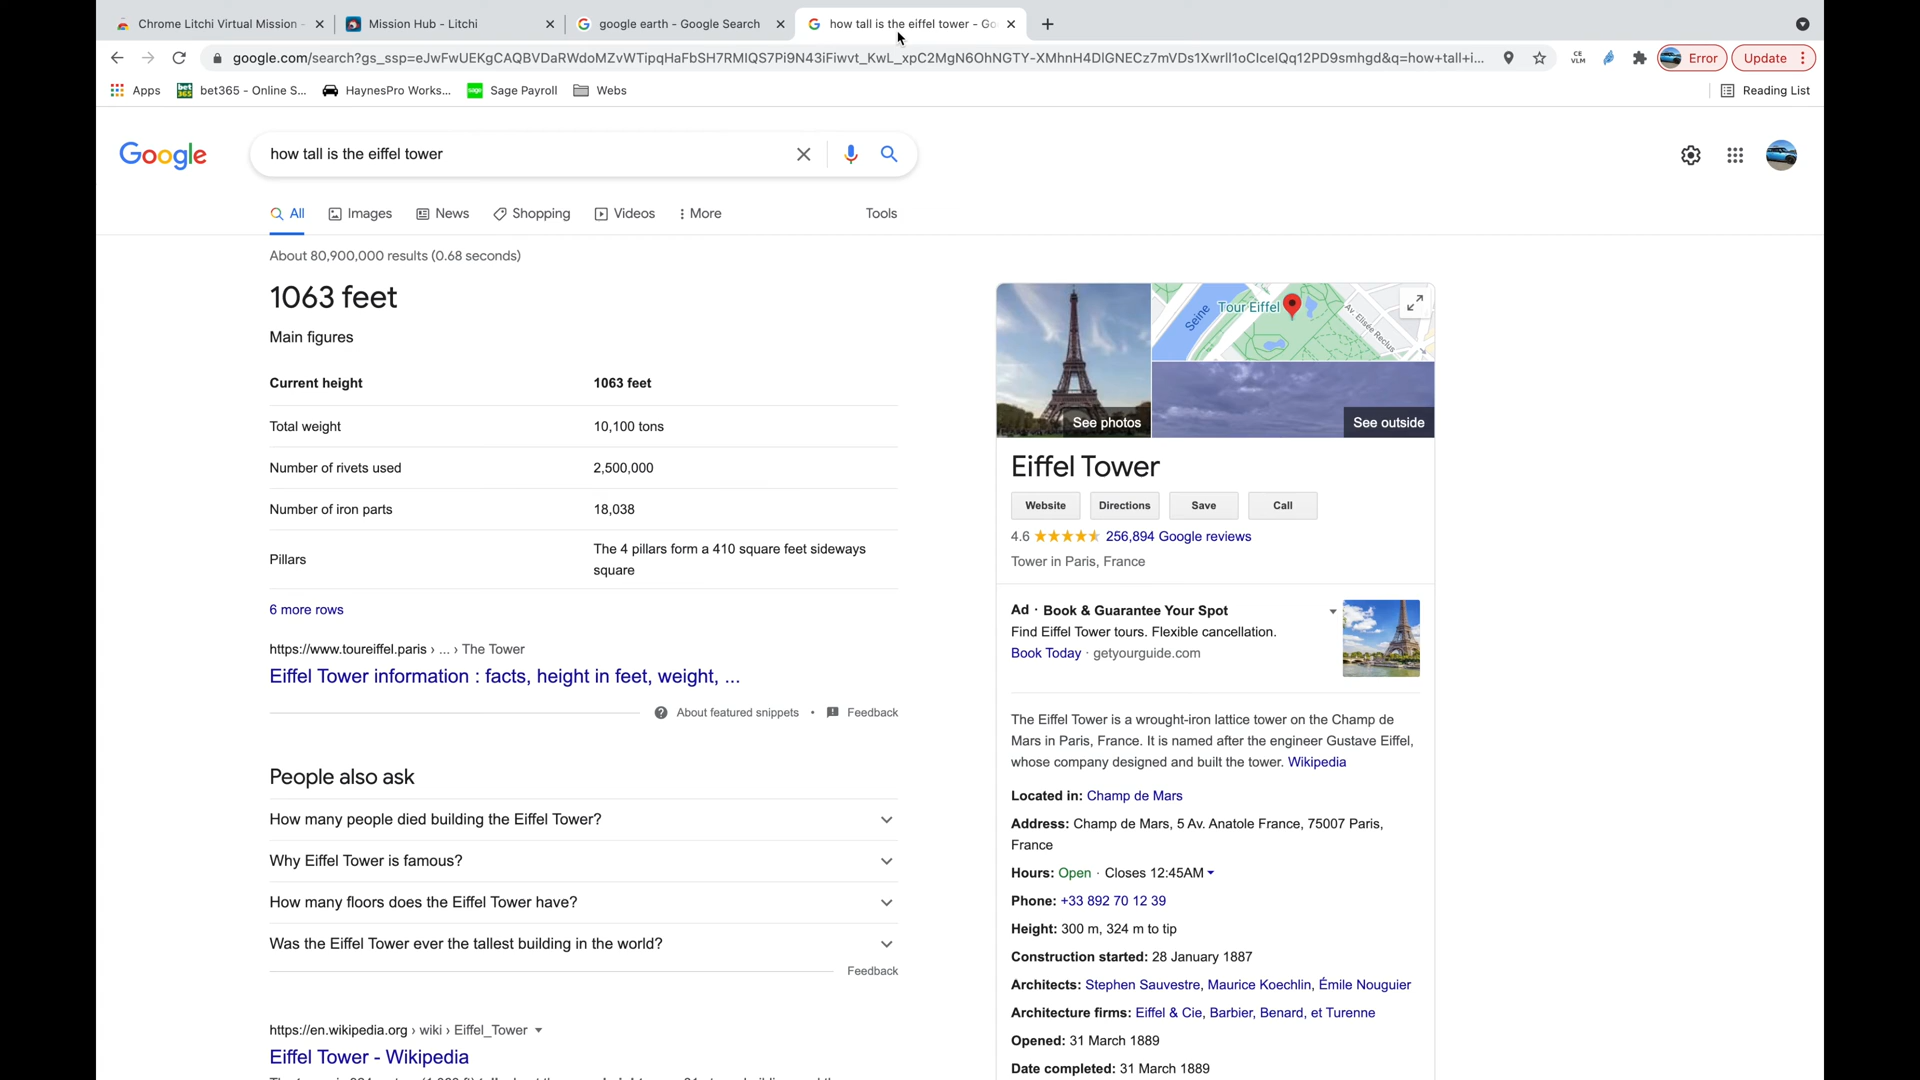 Chrome Litchi Virtual Mission -
Mission Hub - Litchi
google earth - Google Search
how tall is the eiffel tower - Go
google.com/search?gs_ssp=eJwFwUEKgCAQBVDaRWdoMZvWTipqHaFbSH7RMIQS7Pi9N43iFiwvt_KwL_xpC2MgN6OhNGTY-XMhnH4DlGNECz7mVDs1Xwrll1oCIceIQq12PD9smhgd&q=how+tall+i...
CE VLM
Error
Update
Apps
bet365 - Online S...
HaynesPro Works...
sage Sage Payroll
Webs
Reading List
Google
how tall is the eiffel tower
All
Images
News
Shopping
Videos
More
Tools
About 80,900,000 results (0.68 seconds)
1063 feet
Main figures
Current height 1063 feet
Total weight 10,100 tons
Number of rivets used 2,500,000
Number of iron parts 18,038
Pillars The 4 pillars form a 410 square feet sideways
square
6 more rows
https://www.toureiffel.paris › ... › The Tower
Eiffel Tower information : facts, height in feet, weight, ...
About featured snippets • Feedback
People also ask
How many people died building the Eiffel Tower?
Why Eiffel Tower is famous?
How many floors does the Eiffel Tower have?
Was the Eiffel Tower ever the tallest building in the world?
Feedback
https://en.wikipedia.org › wiki › Eiffel_Tower
Eiffel Tower - Wikipedia
Seine
Tour Eiffel
Av. Elisée Reclus
See photos
See outside
Eiffel Tower
Website
Directions
Save
Call
4.6 256,894 Google reviews
Tower in Paris, France
Ad · Book & Guarantee Your Spot
Find Eiffel Tower tours. Flexible cancellation.
Book Today · getyourguide.com
The Eiffel Tower is a wrought-iron lattice tower on the Champ de
Mars in Paris, France. It is named after the engineer Gustave Eiffel,
whose company designed and built the tower. Wikipedia
Located in: Champ de Mars
Address: Champ de Mars, 5 Av. Anatole France, 75007 Paris,
France
Hours: Open · Closes 12:45AM
Phone: +33 892 70 12 39
Height: 300 m, 324 m to tip
Construction started: 28 January 1887
Architects: Stephen Sauvestre, Maurice Koechlin, Émile Nouguier
Architecture firms: Eiffel & Cie, Barbier, Benard, et Turenne
Opened: 31 March 1889
Date completed: 31 March 1889